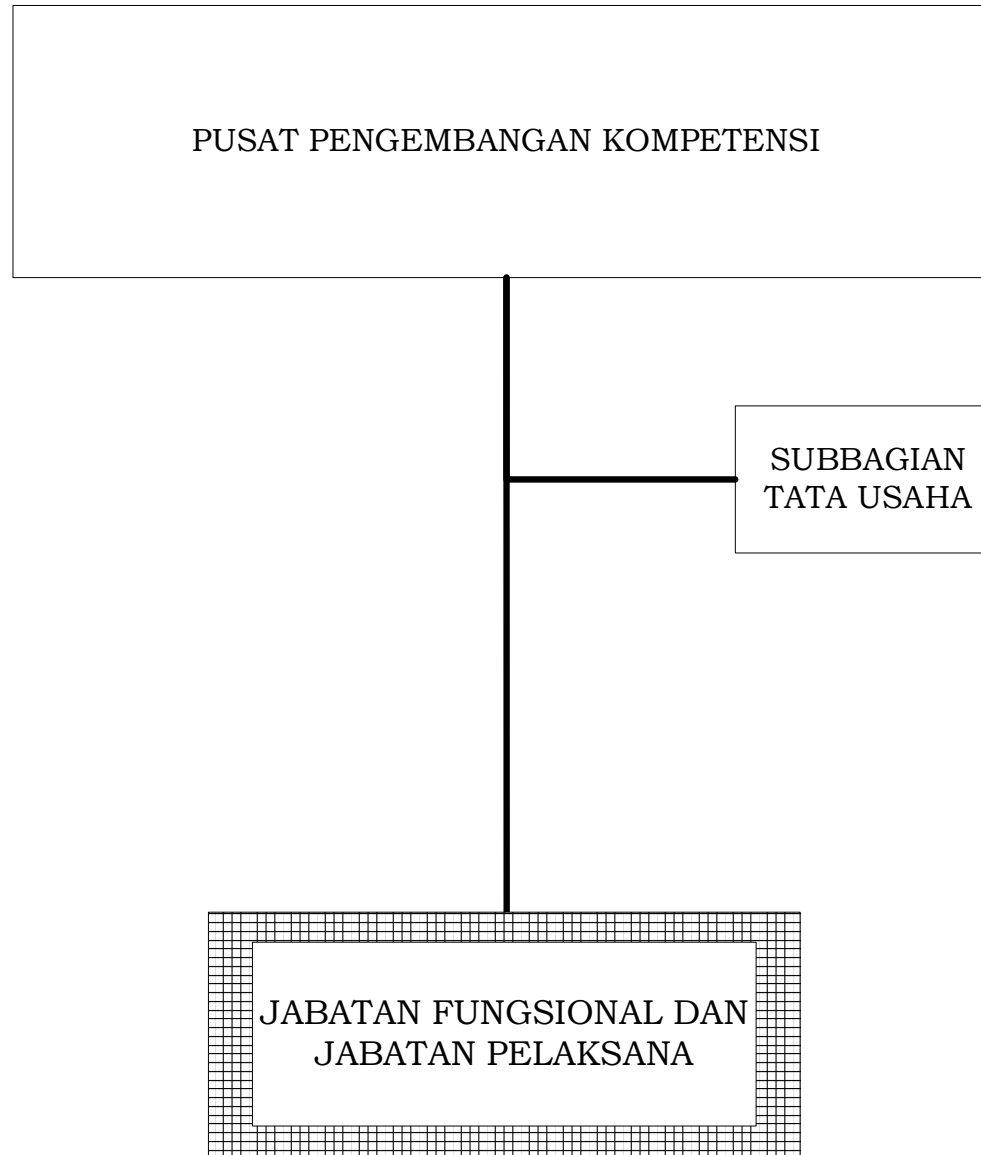 PUSAT PENGEMBANGAN KOMPETENSI
SUBBAGIAN
TATA USAHA
JABATAN FUNGSIONAL DAN
JABATAN PELAKSANA